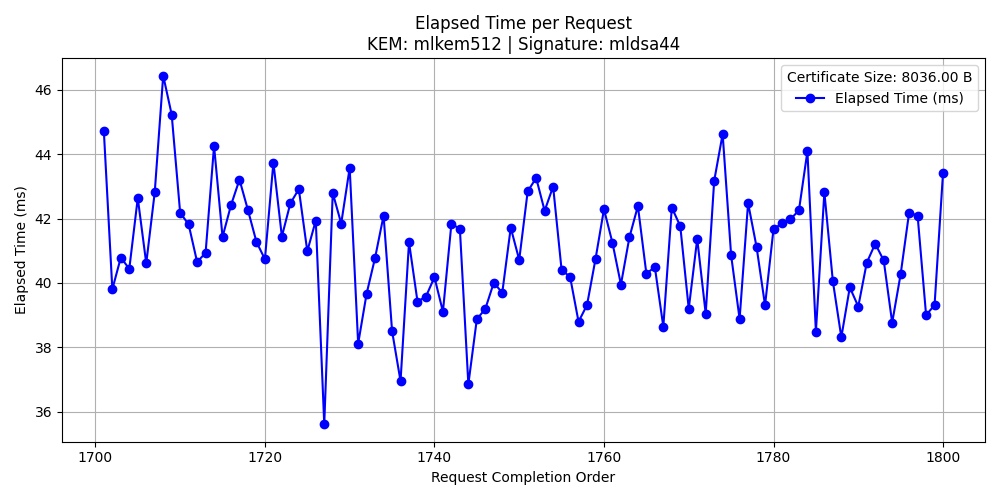 Elapsed Time per Request
KEM: mlkem512 | Signature: mldsa44
Certificate Size: 8036.00 B
Elapsed Time (ms)
Elapsed Time (ms)
46
44
42
40
38
36
1700
1720
1740
1760
1780
1800
Request Completion Order